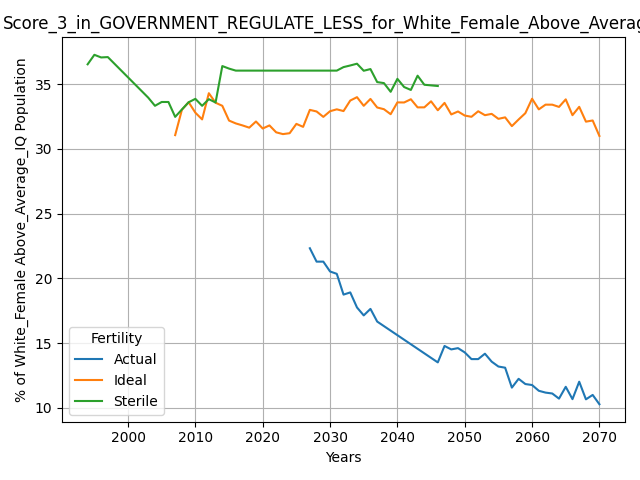 Score_3_in_GOVERNMENT_REGULATE_LESS_for_White_Female_Above_Averag
% of White_Female Above_Average_IQ Population
35
30
25
20
15
10
Fertility
Actual
Ideal
Sterile
2000 2010 2020 2030 2040 2050 2060 2070
Years